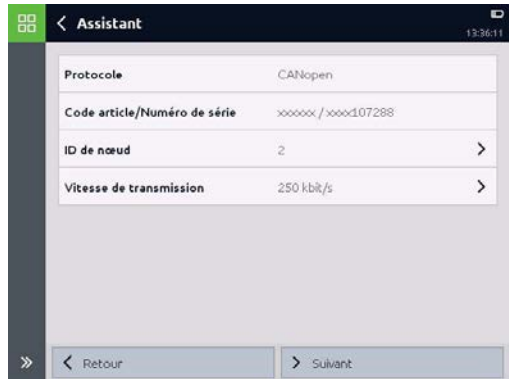 Assistant
13:36:11
Protocole CANopen
Code article/Numéro de série xxxxxx / xxxx107288
ID de nœud 2
Vitesse de transmission 250 kbit/s
Retour
Suivant